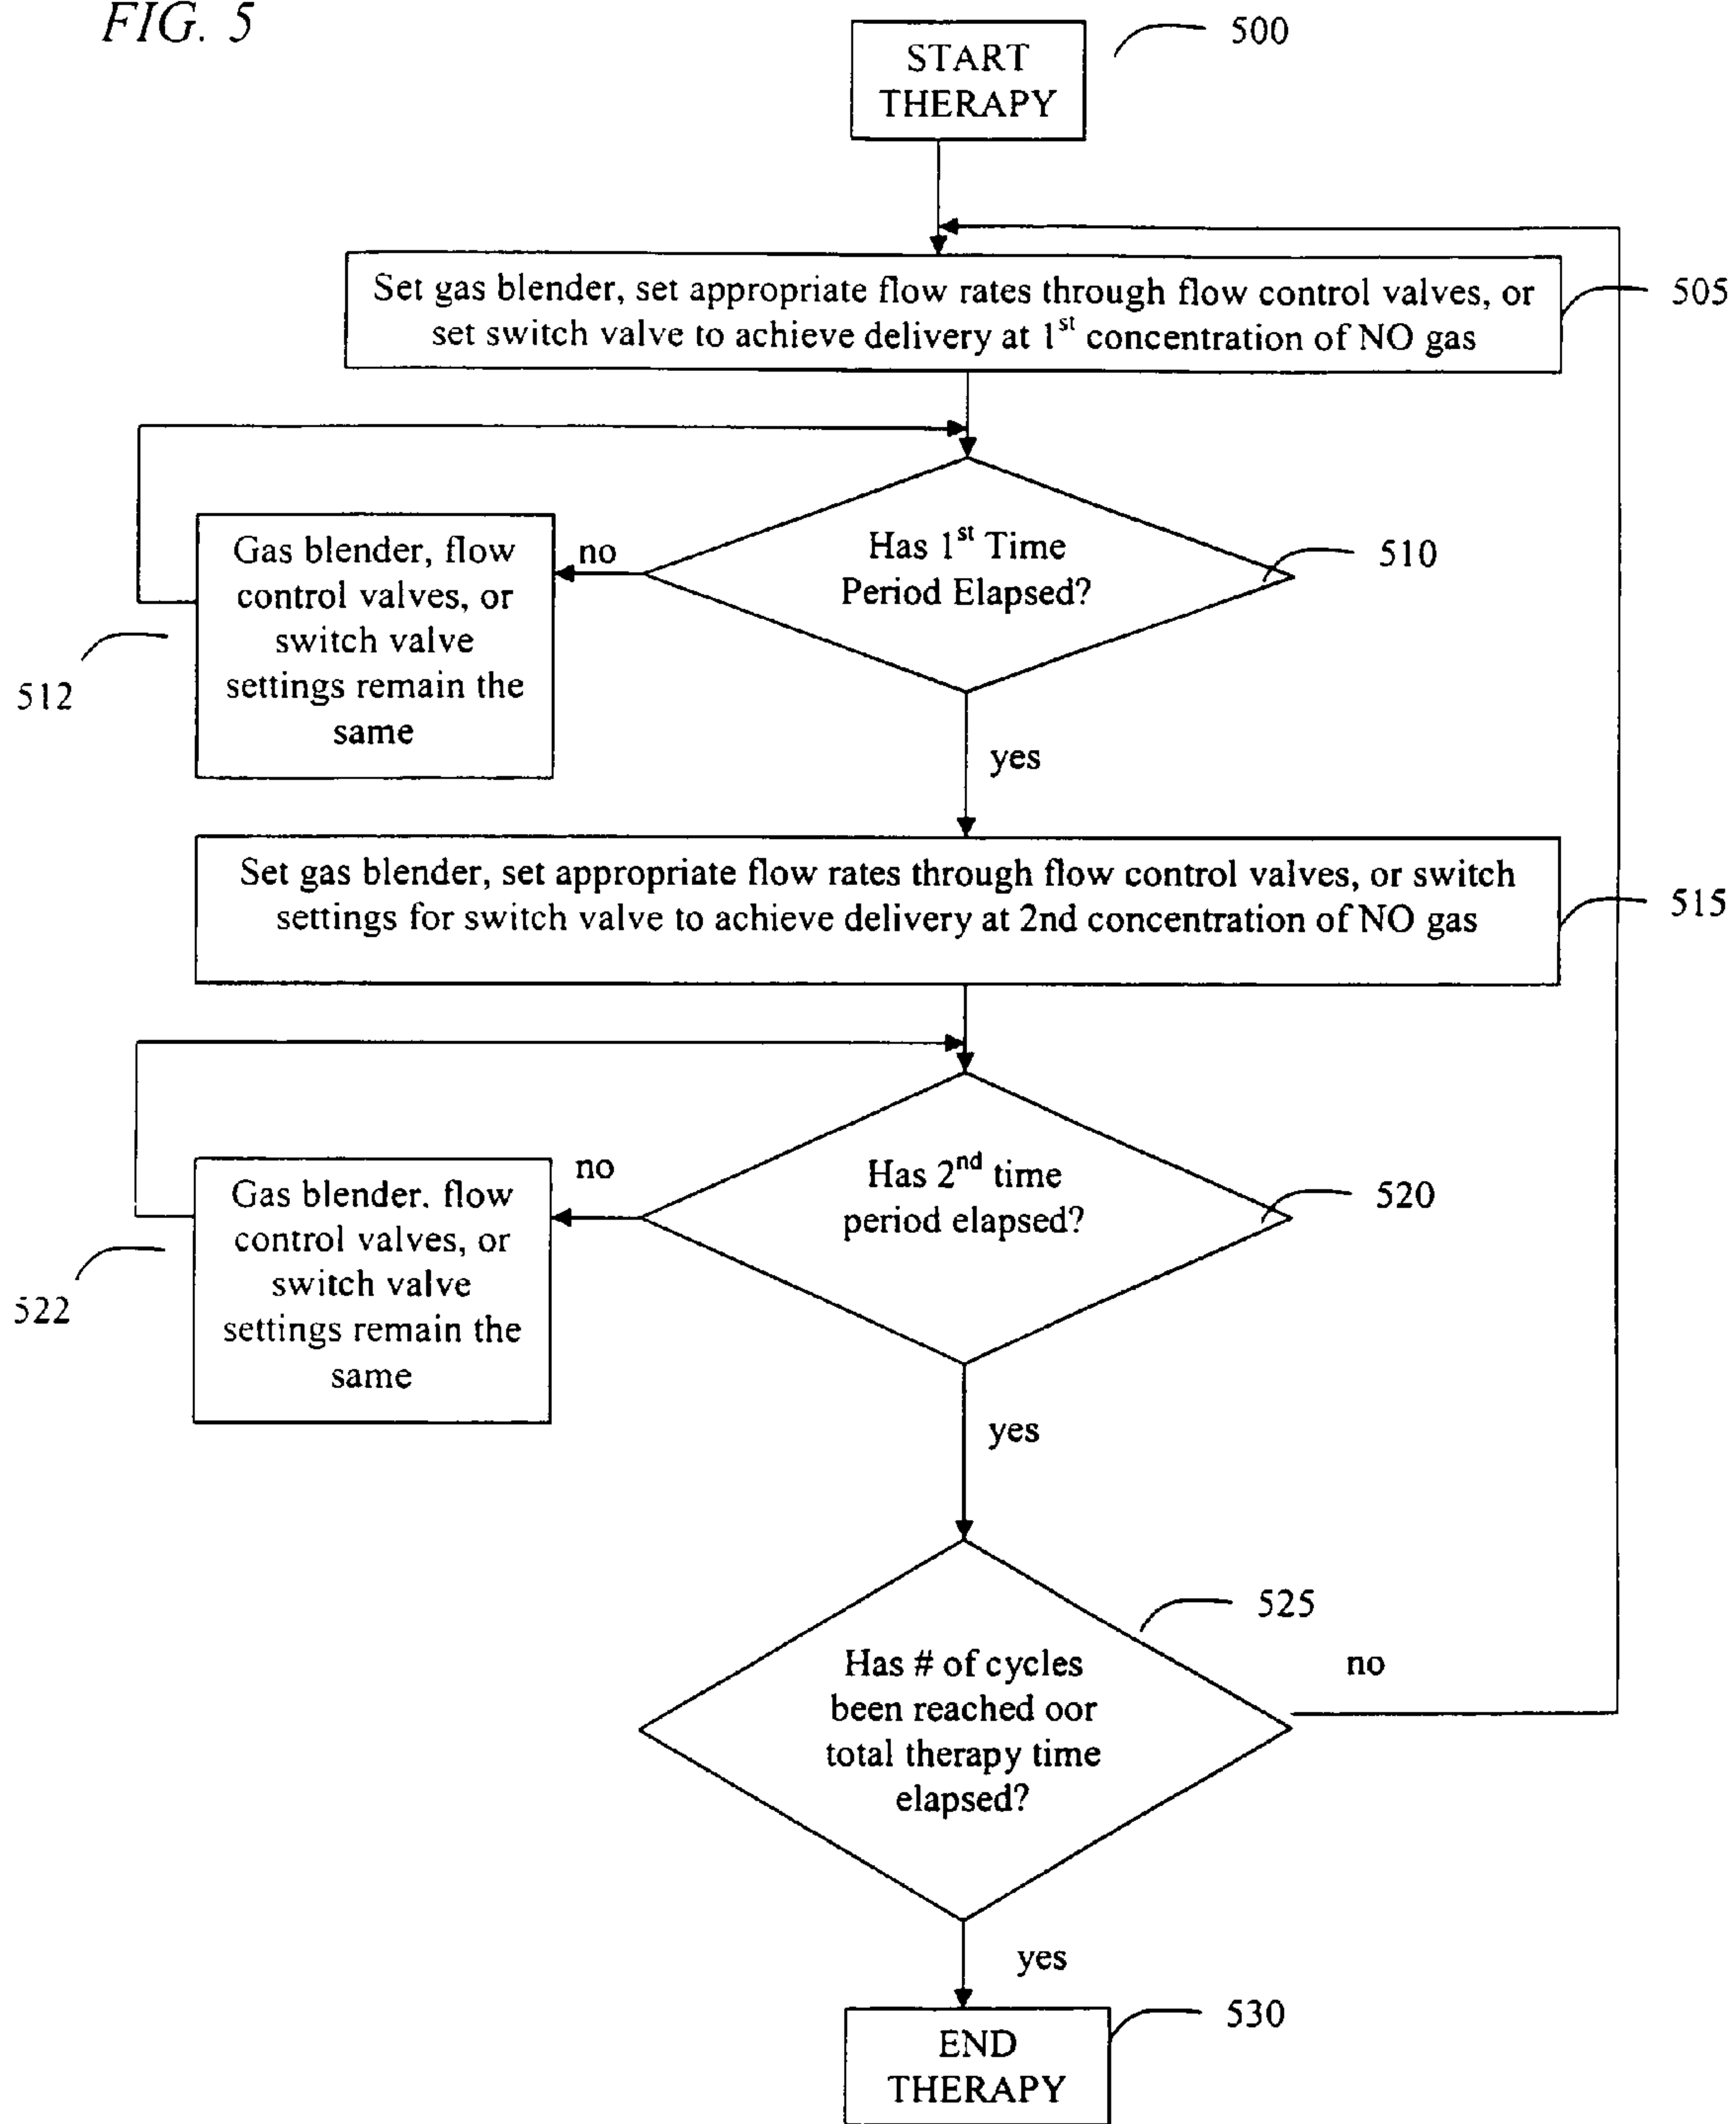 FIG. 5
START
THERAPY
500
Set gas blender, set appropriate flow rates through flow control valves, or
set switch valve to achieve delivery at 1st concentration of NO gas
505
Has 1st Time
Period Elapsed?
510
no
Gas blender, flow
control valves, or
switch valve
settings remain the
same
512
yes
Set gas blender, set appropriate flow rates through flow control valves, or switch
settings for switch valve to achieve delivery at 2nd concentration of NO gas
515
Has 2nd time
period elapsed?
520
no
Gas blender. flow
control valves, or
switch valve
settings remain the
same
522
yes
525
Has # of cycles
been reached oor
total therapy time
elapsed?
no
yes
END
THERAPY
530